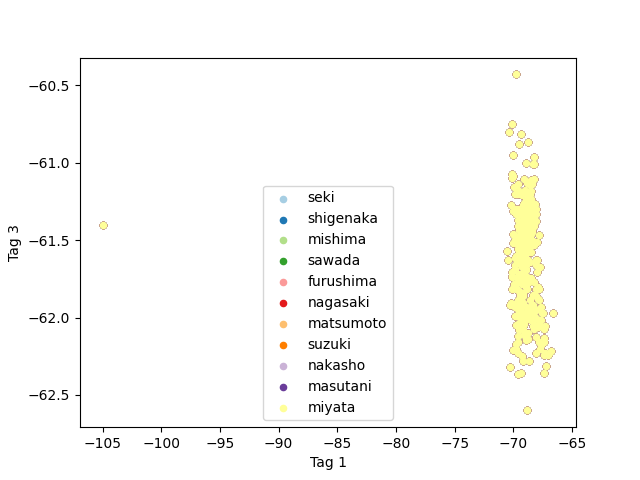 −60.5
−61.0
−61.5
−62.0
−62.5
Tag 3
seki
shigenaka
mishima
sawada
furushima
nagasaki
matsumoto
suzuki
nakasho
masutani
miyata
−105 −100 −95 −90 −85 −80 −75 −70 −65
Tag 1